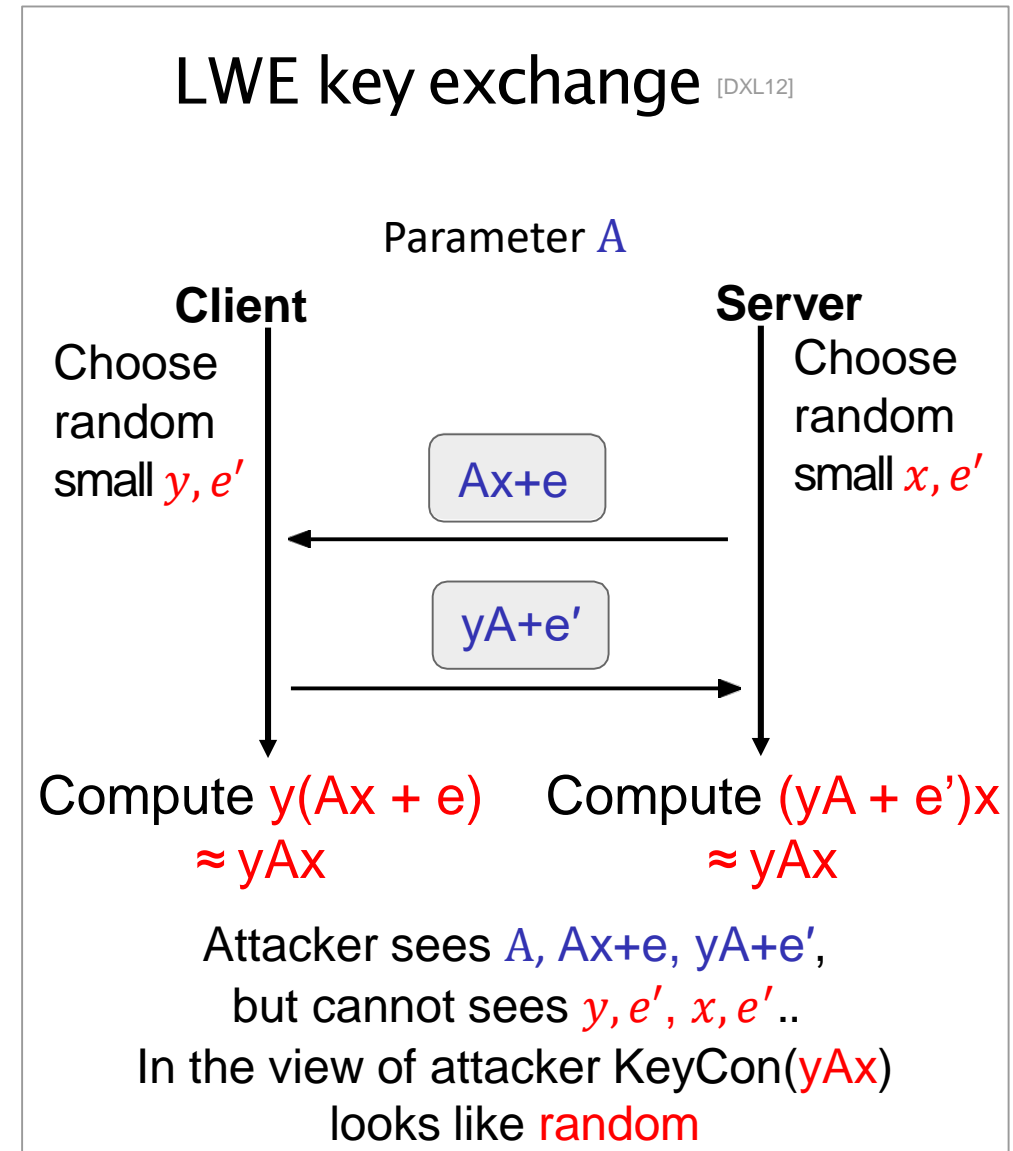 LWE key exchange [DXL12]
Parameter A
Client
Server
Choose
random
small y, e′
Choose
random
small x, e′
Ax+e
yA+e′
Compute y(Ax + e)
≈ yAx
Compute (yA + e’)x
≈ yAx
Attacker sees A, Ax+e, yA+e′,
but cannot sees y, e′, x, e′..
In the view of attacker KeyCon(yAx)
looks like random